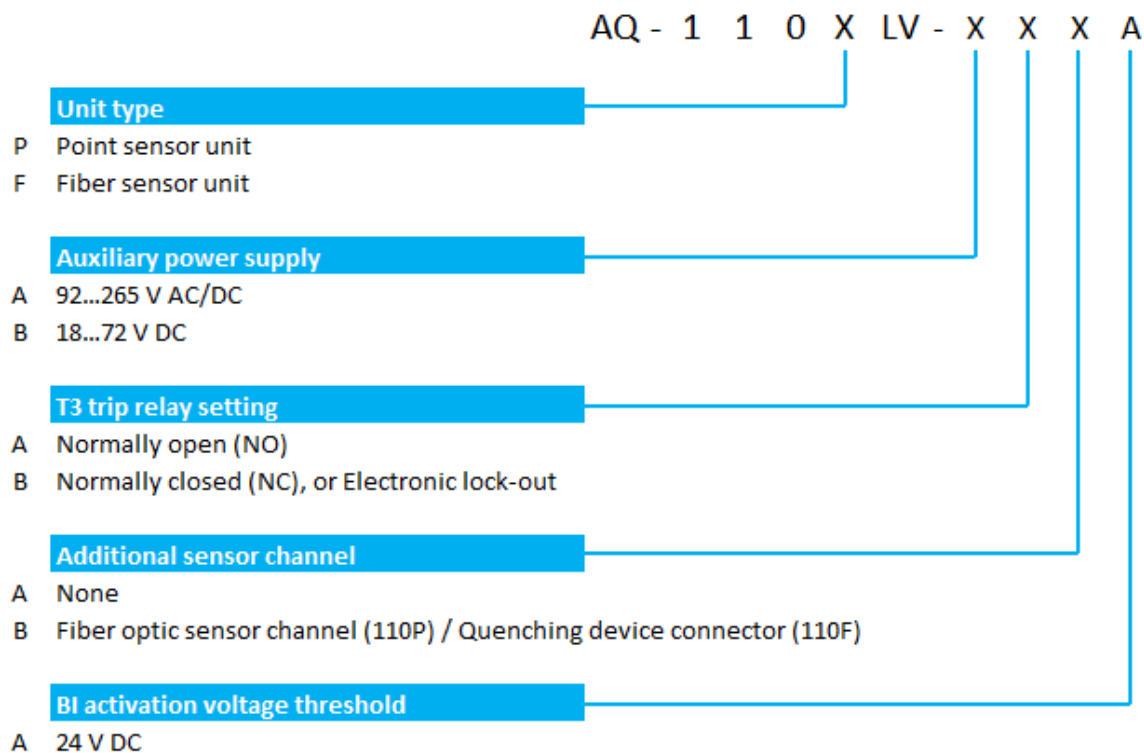 AQ - 1 1 0 X LV - X X X A
Unit type
P Point sensor unit
F Fiber sensor unit
Auxiliary power supply
A 92...265 V AC/DC
B 18...72 V DC
T3 trip relay setting
A Normally open (NO)
B Normally closed (NC), or Electronic lock-out
Additional sensor channel
A None
B Fiber optic sensor channel (110P) / Quenching device connector (110F)
BI activation voltage threshold
A 24 V DC